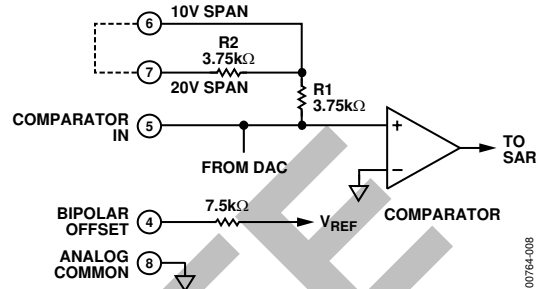 6 10V SPAN
R2
3.75kΩ
7 20V SPAN
R1
3.75kΩ
COMPARATOR
IN 5
+
–
TO
SAR
FROM DAC
COMPARATOR
BIPOLAR
OFFSET 4
7.5kΩ
VREF
ANALOG
COMMON 8
00764-008